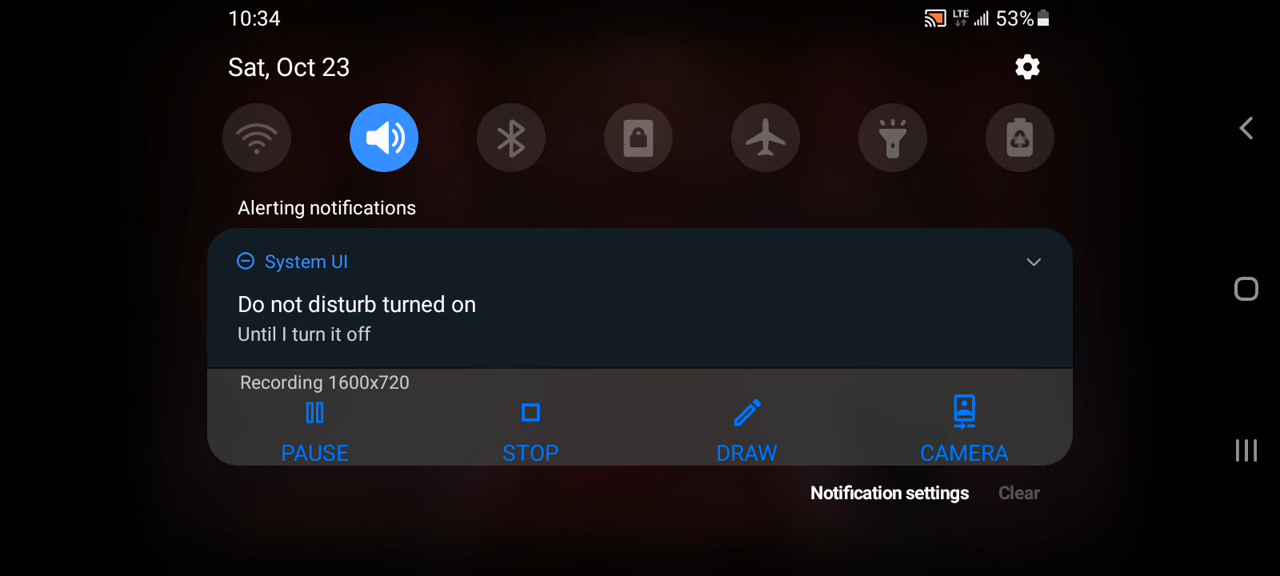 10:34
LTE
53%
Sat, Oct 23
Alerting notifications
System UI
Do not disturb turned on
Until I turn it off
Recording 1600x720
PAUSE
STOP
DRAW
CAMERA
Notification settings
Clear